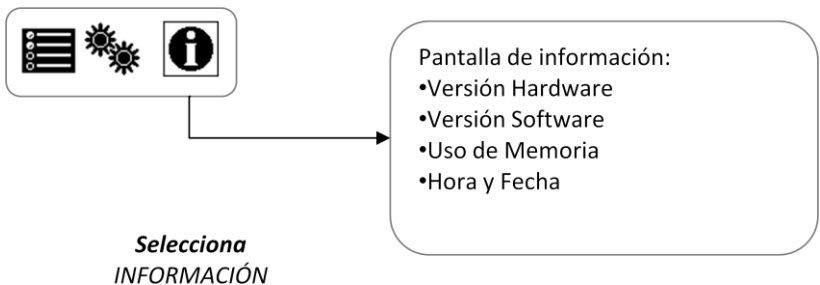 Pantalla de información:
•Versión Hardware
•Versión Software
•Uso de Memoria
•Hora y Fecha
Selecciona
INFORMACIÓN